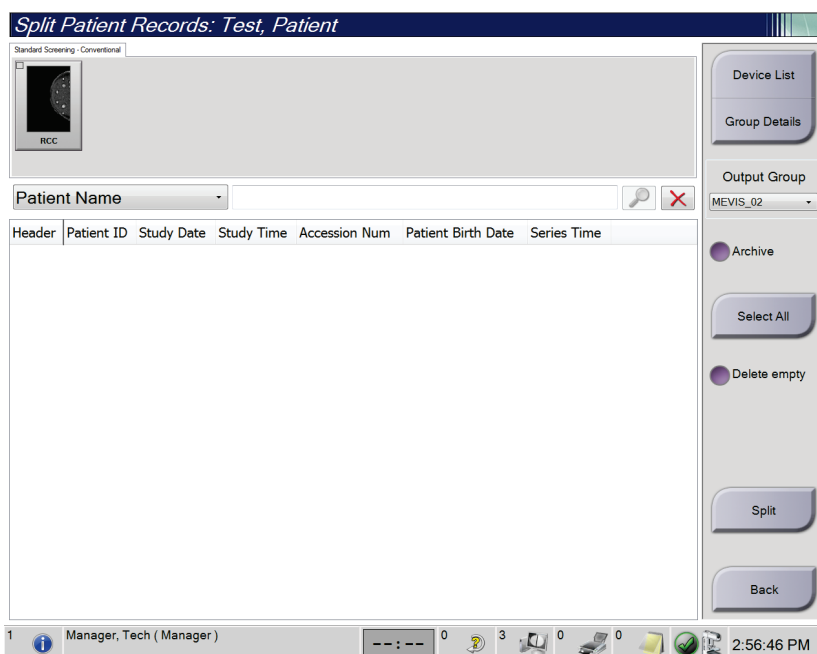 Split Patient Records: Test, Patient
Standard Screening - Conventional
RCC
Device List
Group Details
Output Group
MEVIS_02
Patient Name
Header Patient ID Study Date Study Time Accession Num Patient Birth Date Series Time
Archive
Select All
Delete empty
Split
Back
1 Manager, Tech ( Manager ) --:-- 0 3 0 0 2:56:46 PM